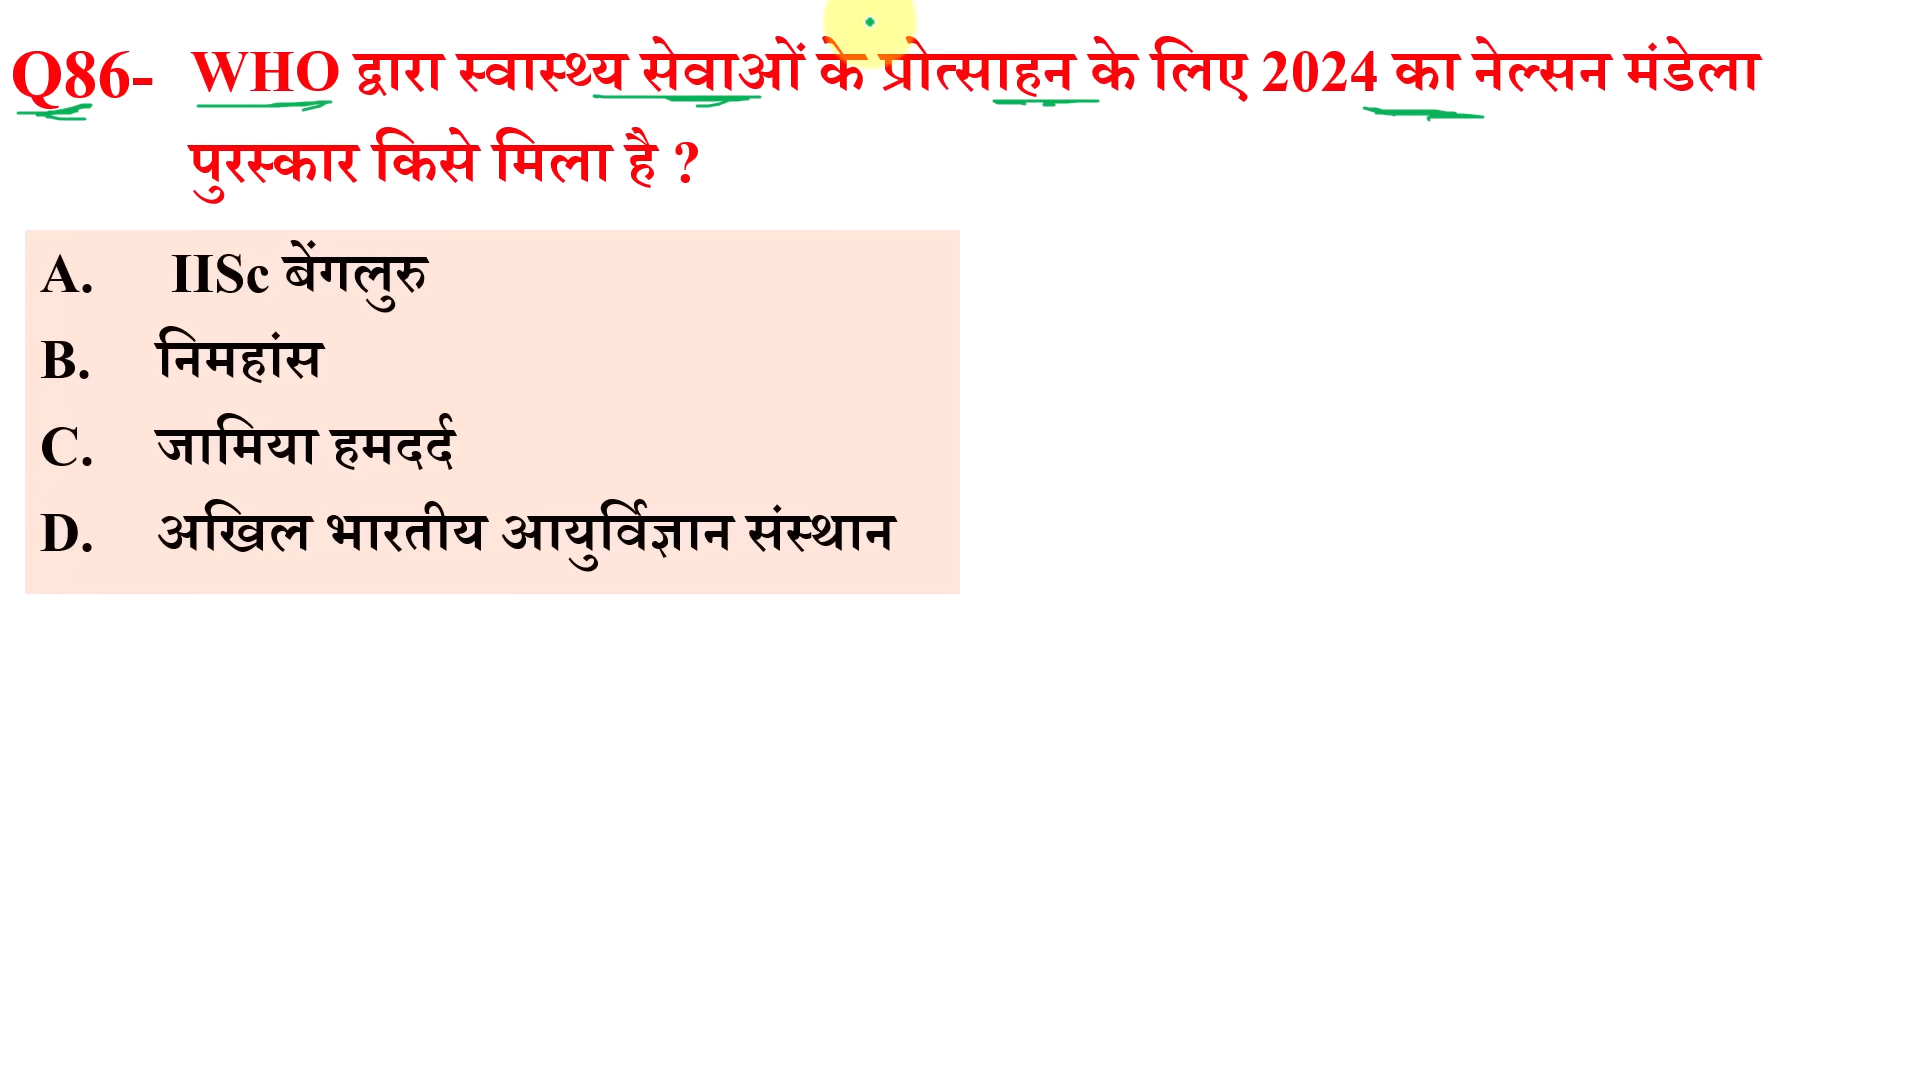 Q86- WHO द्वारा स्वास्थ्य सेवाओं के प्रोत्साहन के लिए 2024 का नेल्सन मंडेला
पुरस्कार किसे मिला है ?
A. IISc बेंगलुरु
B. निमहांस
C. जामिया हमदर्द
D. अखिल भारतीय आयुर्विज्ञान संस्थान